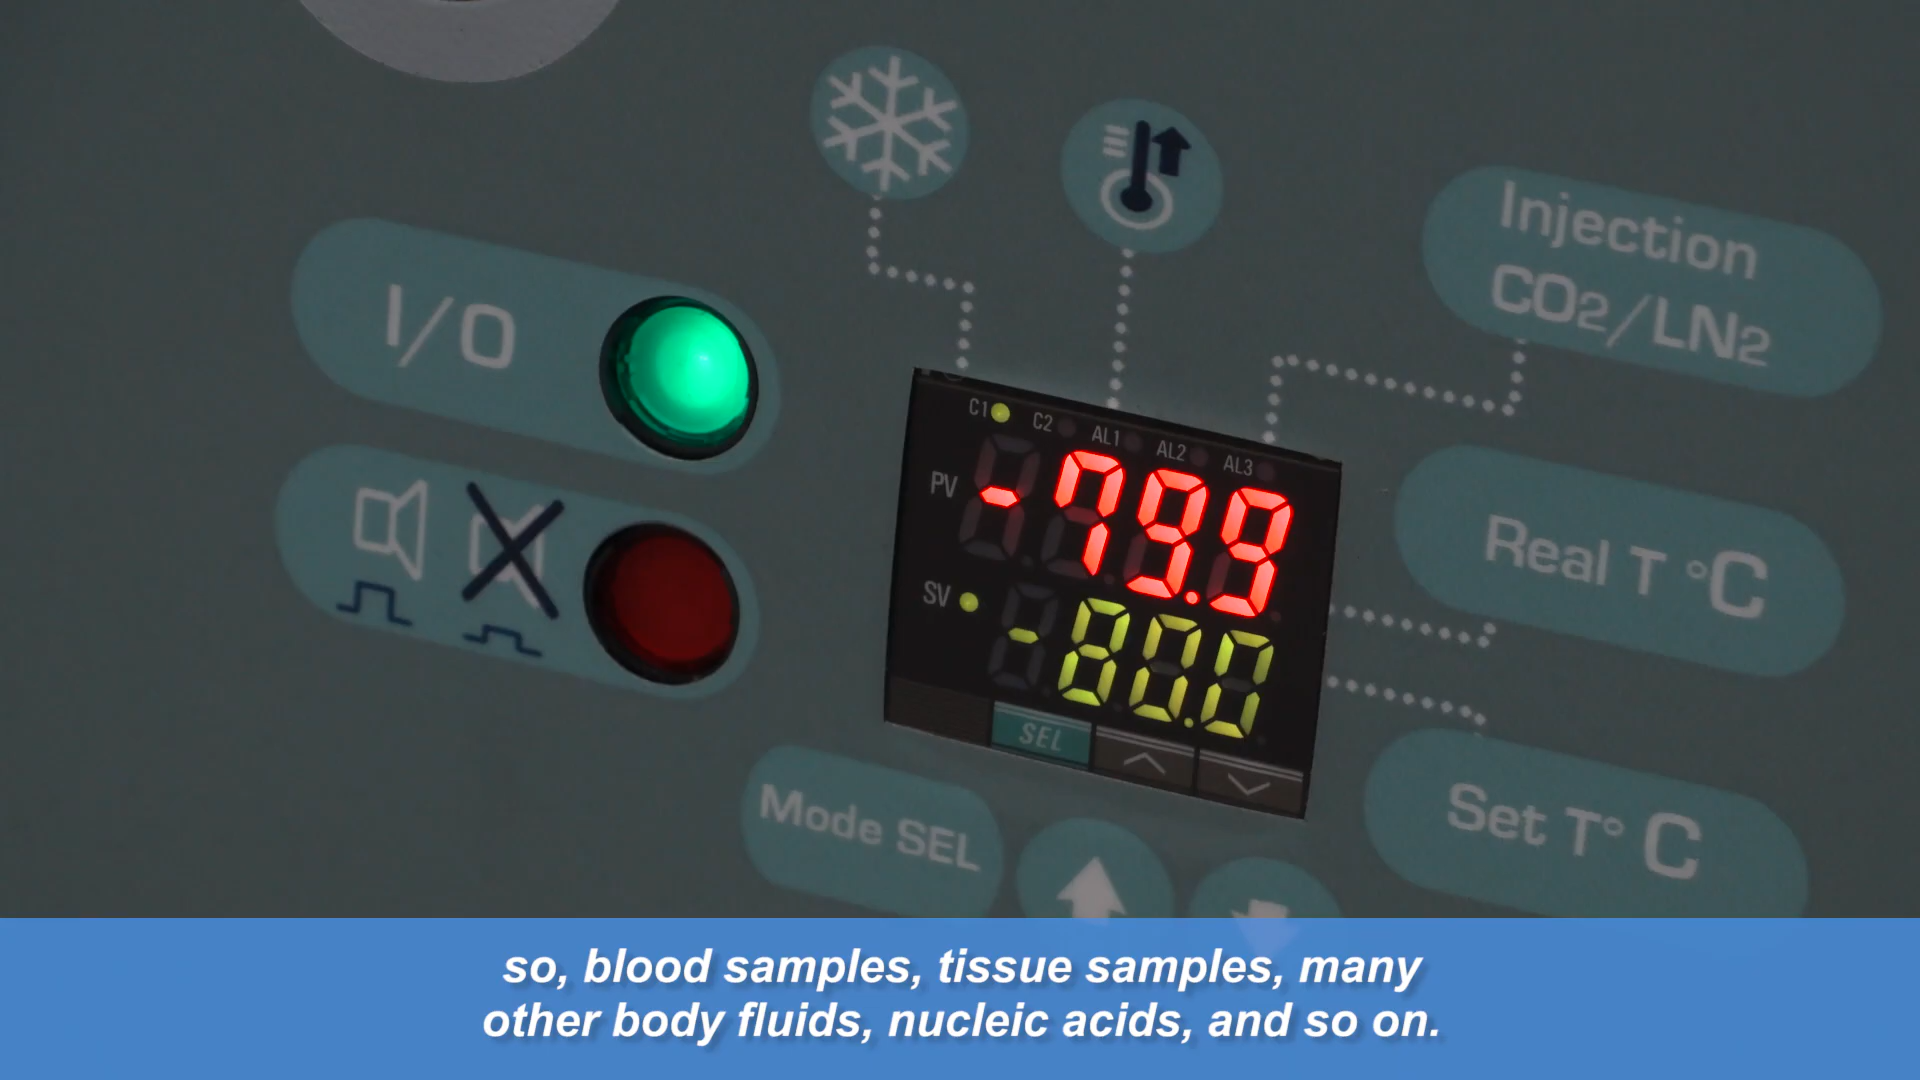 Injection
CO2/LN2
I/O
C1 C2 AL1 AL2 AL3
PV -79.9
Real T °C
SV -80.0
SEL
Mode SEL
Set T° C
so, blood samples, tissue samples, many
other body fluids, nucleic acids, and so on.